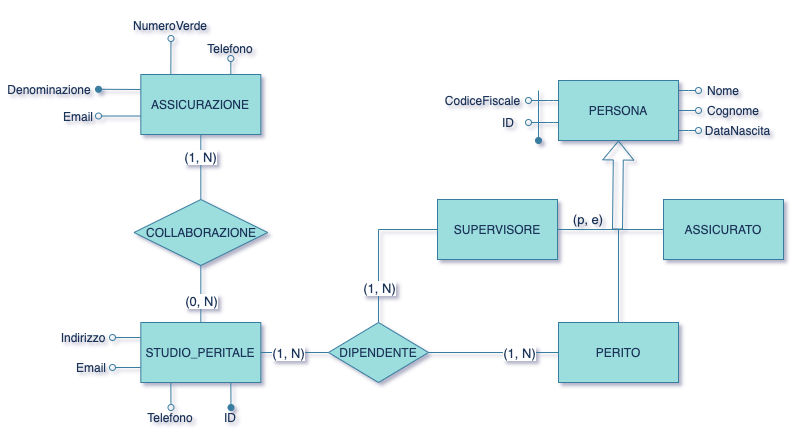 NumeroVerde
Telefono
Denominazione
Email
ASSICURAZIONE
(1, N)
COLLABORAZIONE
(0, N)
Indirizzo
Email
STUDIO_PERITALE
Telefono
ID
(1, N)
DIPENDENTE
(1, N)
(1, N)
SUPERVISORE
(p, e)
ASSICURATO
PERITO
CodiceFiscale
ID
PERSONA
Nome
Cognome
DataNascita